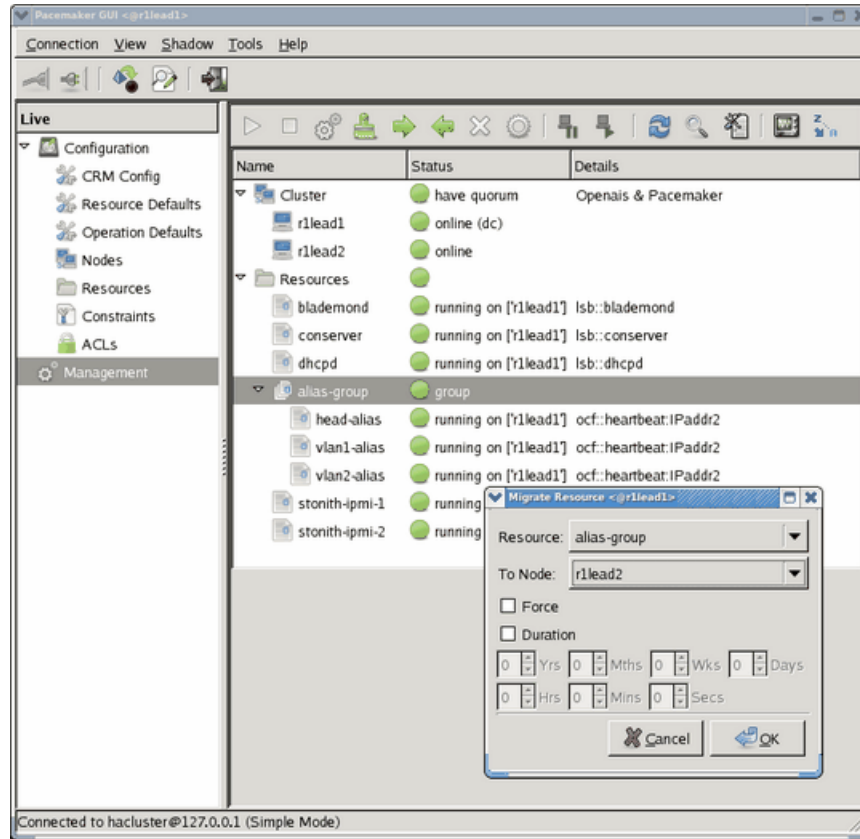 Pacemaker GUI <@r1lead1>
Connection View Shadow Tools Help
Live
Configuration
CRM Config
Resource Defaults
Operation Defaults
Nodes
Resources
Constraints
ACLs
Management
Name Status Details
Cluster have quorum Openais & Pacemaker
r1lead1 online (dc)
r1lead2 online
Resources
blademond running on ['r1lead1'] lsb::blademond
conserver running on ['r1lead1'] lsb::conserver
dhcpd running on ['r1lead1'] lsb::dhcpd
alias-group group
head-alias running on ['r1lead1'] ocf::heartbeat:IPaddr2
vlan1-alias running on ['r1lead1'] ocf::heartbeat:IPaddr2
vlan2-alias running on ['r1lead1'] ocf::heartbeat:IPaddr2
stonith-ipmi-1 running
stonith-ipmi-2 running
Migrate Resource <@r1lead1>
Resource: alias-group
To Node: r1lead2
Force
Duration
0 Yrs 0 Mths 0 Wks 0 Days
0 Hrs 0 Mins 0 Secs
Cancel OK
Connected to hacluster@127.0.0.1 (Simple Mode)